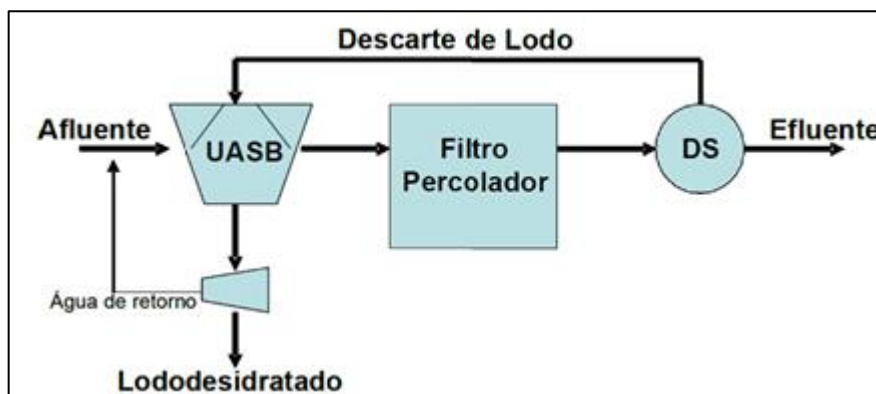 Descarte de Lodo
Afluente
UASB
Filtro
Percolador
DS
Efluente
Água de retorno
Lododesidratado